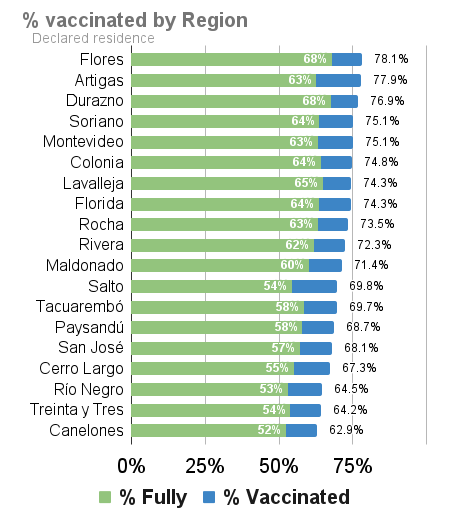 % vaccinated by Region
Declared residence
Flores 68% 78.1%
Artigas 63% 77.9%
Durazno 68% 76.9%
Soriano 64% 75.1%
Montevideo 63% 75.1%
Colonia 64% 74.8%
Lavalleja 65% 74.3%
Florida 64% 74.3%
Rocha 63% 73.5%
Rivera 62% 72.3%
Maldonado 60% 71.4%
Salto 54% 69.8%
Tacuarembó 58% 69.7%
Paysandú 58% 68.7%
San José 57% 68.1%
Cerro Largo 55% 67.3%
Río Negro 53% 64.5%
Treinta y Tres 54% 64.2%
Canelones 52% 62.9%
0% 25% 50% 75%
% Fully % Vaccinated